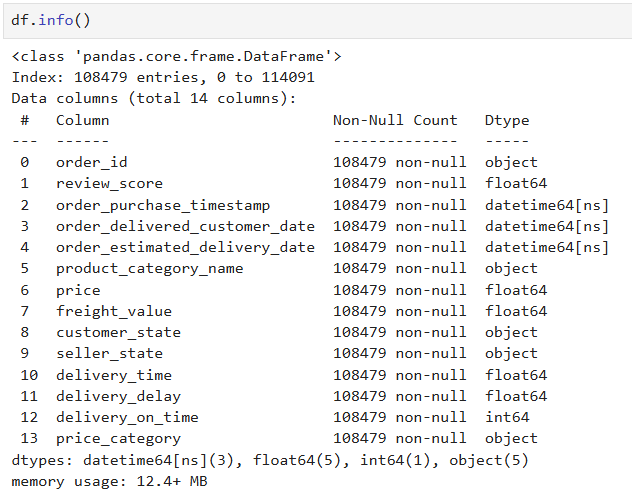 df.info()
<class 'pandas.core.frame.DataFrame'>
Index: 108479 entries, 0 to 114091
Data columns (total 14 columns):
 #   Column                         Non-Null Count   Dtype
---  ------                         --------------   -----
 0   order_id                       108479 non-null  object
 1   review_score                   108479 non-null  float64
 2   order_purchase_timestamp       108479 non-null  datetime64[ns]
 3   order_delivered_customer_date  108479 non-null  datetime64[ns]
 4   order_estimated_delivery_date  108479 non-null  datetime64[ns]
 5   product_category_name          108479 non-null  object
 6   price                          108479 non-null  float64
 7   freight_value                  108479 non-null  float64
 8   customer_state                 108479 non-null  object
 9   seller_state                   108479 non-null  object
 10  delivery_time                  108479 non-null  float64
 11  delivery_delay                 108479 non-null  float64
 12  delivery_on_time               108479 non-null  int64
 13  price_category                 108479 non-null  object
dtypes: datetime64[ns](3), float64(5), int64(1), object(5)
memory usage: 12.4+ MB